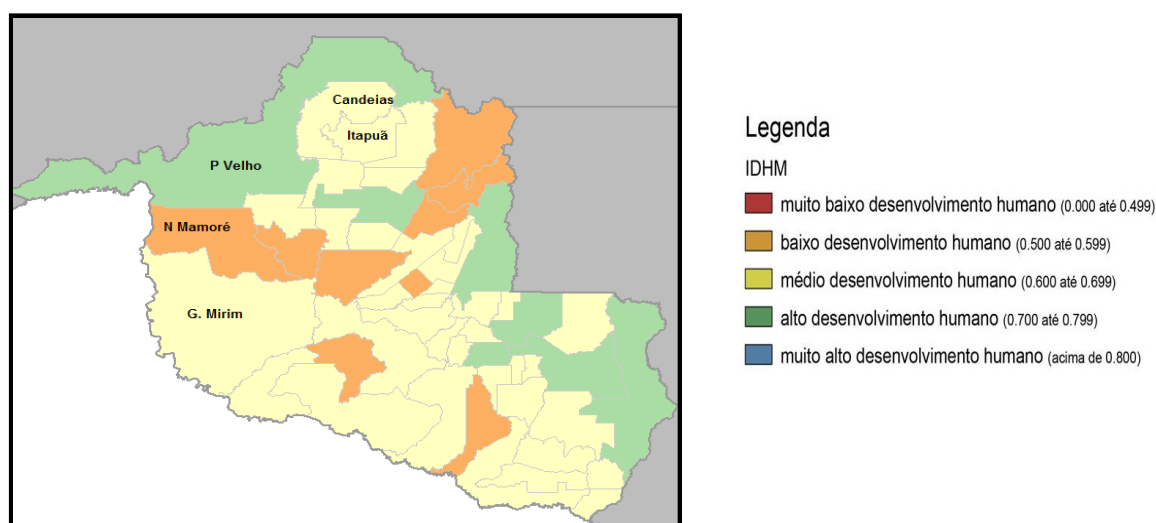 Candeias
Itapuã
P Velho
N Mamoré
G. Mirim
Legenda
IDHM
muito baixo desenvolvimento humano (0.000 até 0.499)
baixo desenvolvimento humano (0.500 até 0.599)
médio desenvolvimento humano (0.600 até 0.699)
alto desenvolvimento humano (0.700 até 0.799)
muito alto desenvolvimento humano (acima de 0.800)